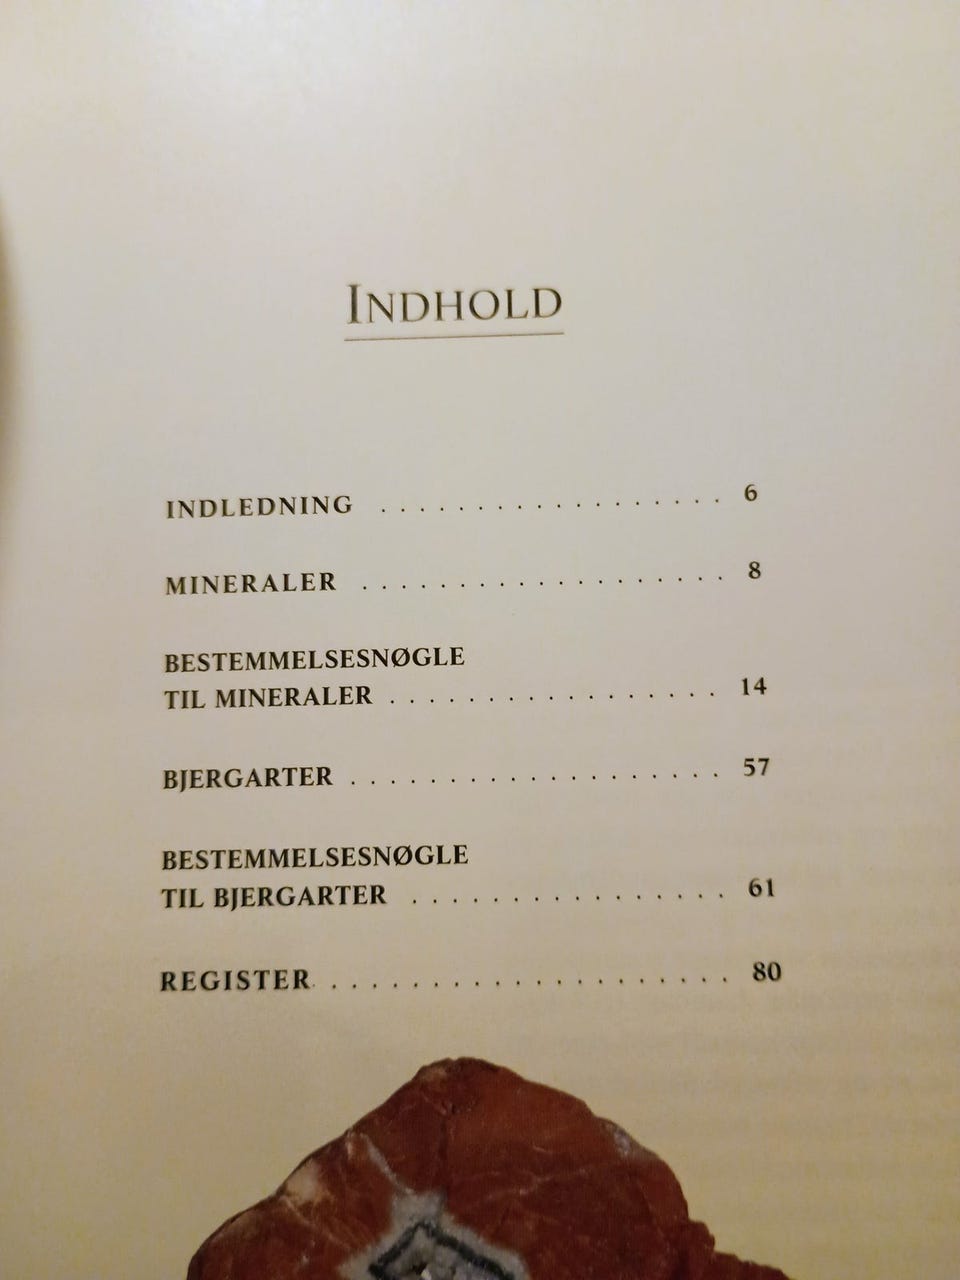 INDHOLD
INDLEDNING . . . . . . . . . . . . . . . . . . 6
MINERALER . . . . . . . . . . . . . . . . . . . 8
BESTEMMELSESNØGLE
TIL MINERALER . . . . . . . . . . . . . . . . . 14
BJERGARTER . . . . . . . . . . . . . . . . . . . 57
BESTEMMELSESNØGLE
TIL BJERGARTER . . . . . . . . . . . . . . . . 61
REGISTER . . . . . . . . . . . . . . . . . . . . . 80